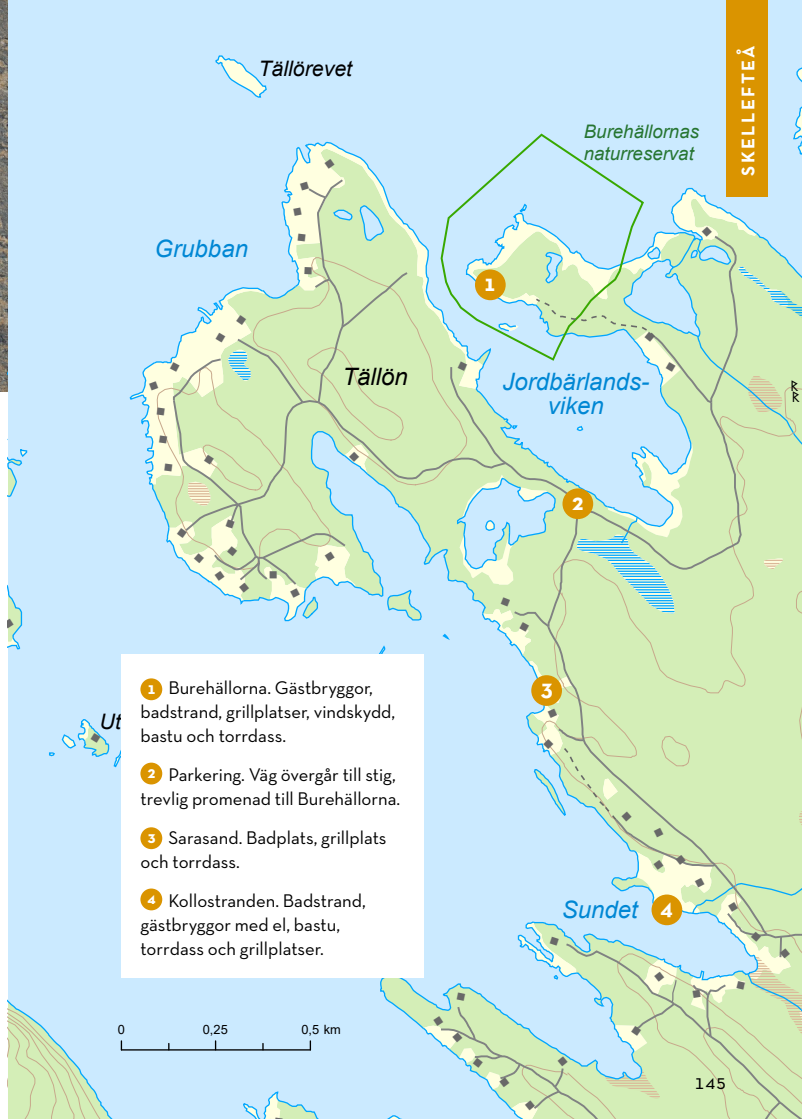 SKELLEFTEÅ
Tällörevet
Burehällornas
naturreservat
Grubban
1
Tällön
Jordbärlands-
viken
R
R
2
3
Ut
1 Burehällorna. Gästbryggor,
badstrand, grillplatser, vindskydd,
bastu och torrdass.
2 Parkering. Väg övergår till stig,
trevlig promenad till Burehällorna.
3 Sarasand. Badplats, grillplats
och torrdass.
4 Kollostranden. Badstrand,
gästbryggor med el, bastu,
torrdass och grillplatser.
Sundet
4
0 0,25 0,5 km
145